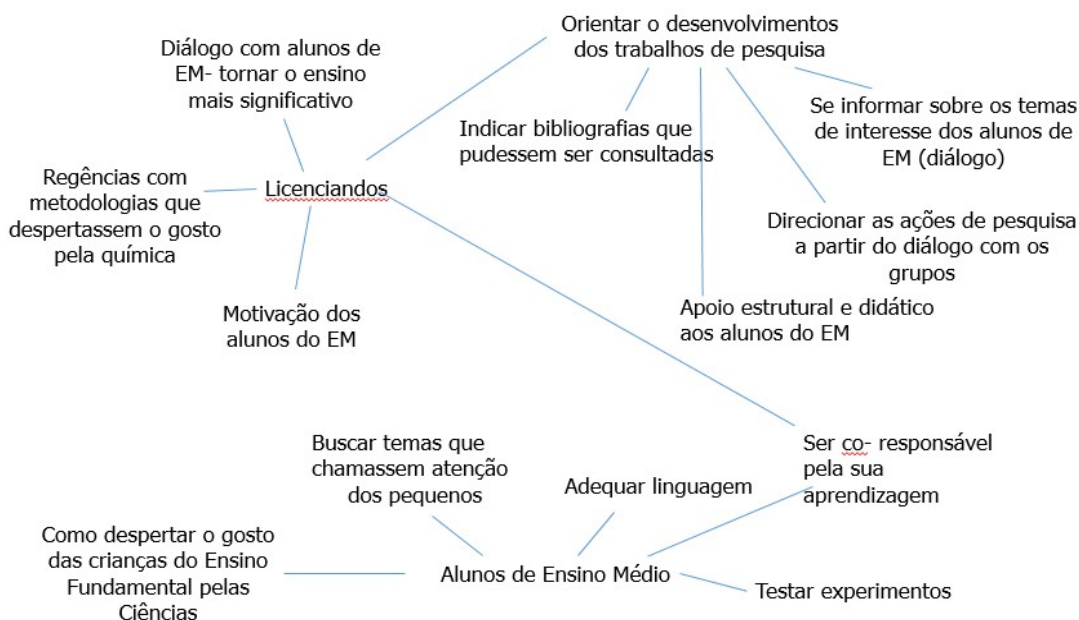 Orientar o desenvolvimentos
dos trabalhos de pesquisa
Diálogo com alunos de
EM- tornar o ensino
mais significativo
Se informar sobre os temas
de interesse dos alunos de
EM (diálogo)
Indicar bibliografias que
pudessem ser consultadas
Regências com
metodologias que
despertassem o gosto
pela química
Licenciandos
Direcionar as ações de pesquisa
a partir do diálogo com os
grupos
Motivação dos
alunos do EM
Apoio estrutural e didático
aos alunos do EM
Buscar temas que
chamassem atenção
dos pequenos
Adequar linguagem
Ser co- responsável
pela sua
aprendizagem
Como despertar o gosto
das crianças do Ensino
Fundamental pelas
Ciências
Alunos de Ensino Médio
Testar experimentos